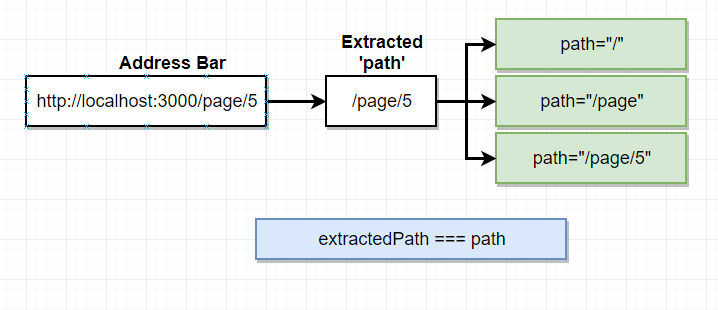 Address Bar
http://localhost:3000/page/5
Extracted
'path'
/page/5
path="/"
path="/page"
path="/page/5"
extractedPath === path